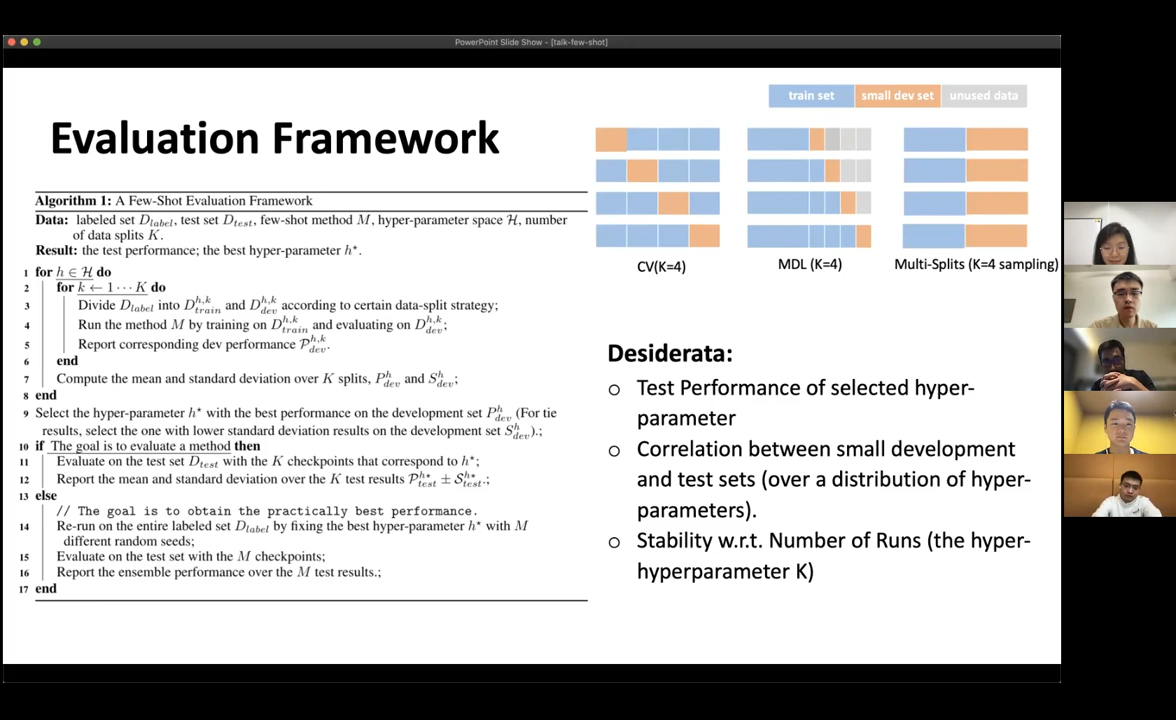 PowerPoint Slide Show - [talk-few-shot]
train set small dev set unused data
Evaluation Framework
Algorithm 1: A Few-Shot Evaluation Framework
Data: labeled set D_label, test set D_test, few-shot method M, hyper-parameter space H, number
of data splits K.
Result: the test performance; the best hyper-parameter h*.
1 for h ∈ H do
2 for k ← 1 ⋯ K do
3 Divide D_label into D_train^{h,k} and D_dev^{h,k} according to certain data-split strategy;
4 Run the method M by training on D_train^{h,k} and evaluating on D_dev^{h,k};
5 Report corresponding dev performance P_dev^{h,k}.
6 end
7 Compute the mean and standard deviation over K splits, P_dev^h and S_dev^h;
8 end
9 Select the hyper-parameter h* with the best performance on the development set P_dev^h (For tie
results, select the one with lower standard deviation results on the development set S_dev^h).;
10 if The goal is to evaluate a method then
11 Evaluate on the test set D_test with the K checkpoints that correspond to h*;
12 Report the mean and standard deviation over the K test results P_test^{h*} ± S_test^{h*}.;
13 else
// The goal is to obtain the practically best performance.
14 Re-run on the entire labeled set D_label by fixing the best hyper-parameter h* with M
different random seeds;
15 Evaluate on the test set with the M checkpoints;
16 Report the ensemble performance over the M test results.;
17 end
CV(K=4) MDL (K=4) Multi-Splits (K=4 sampling)
Desiderata:
○ Test Performance of selected hyper-
parameter
○ Correlation between small development
and test sets (over a distribution of hyper-
parameters).
○ Stability w.r.t. Number of Runs (the hyper-
hyperparameter K)